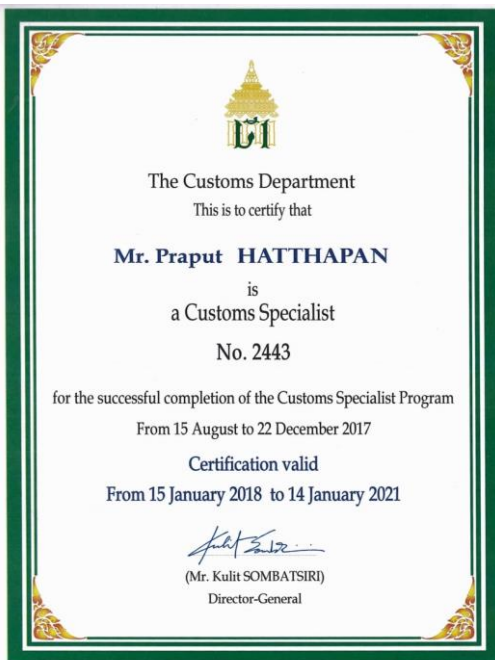 The Customs Department
This is to certify that
Mr. Praput HATTHAPAN
is
a Customs Specialist
No. 2443
for the successful completion of the Customs Specialist Program
From 15 August to 22 December 2017
Certification valid
From 15 January 2018 to 14 January 2021
(Mr. Kulit SOMBATSIRI)
Director-General